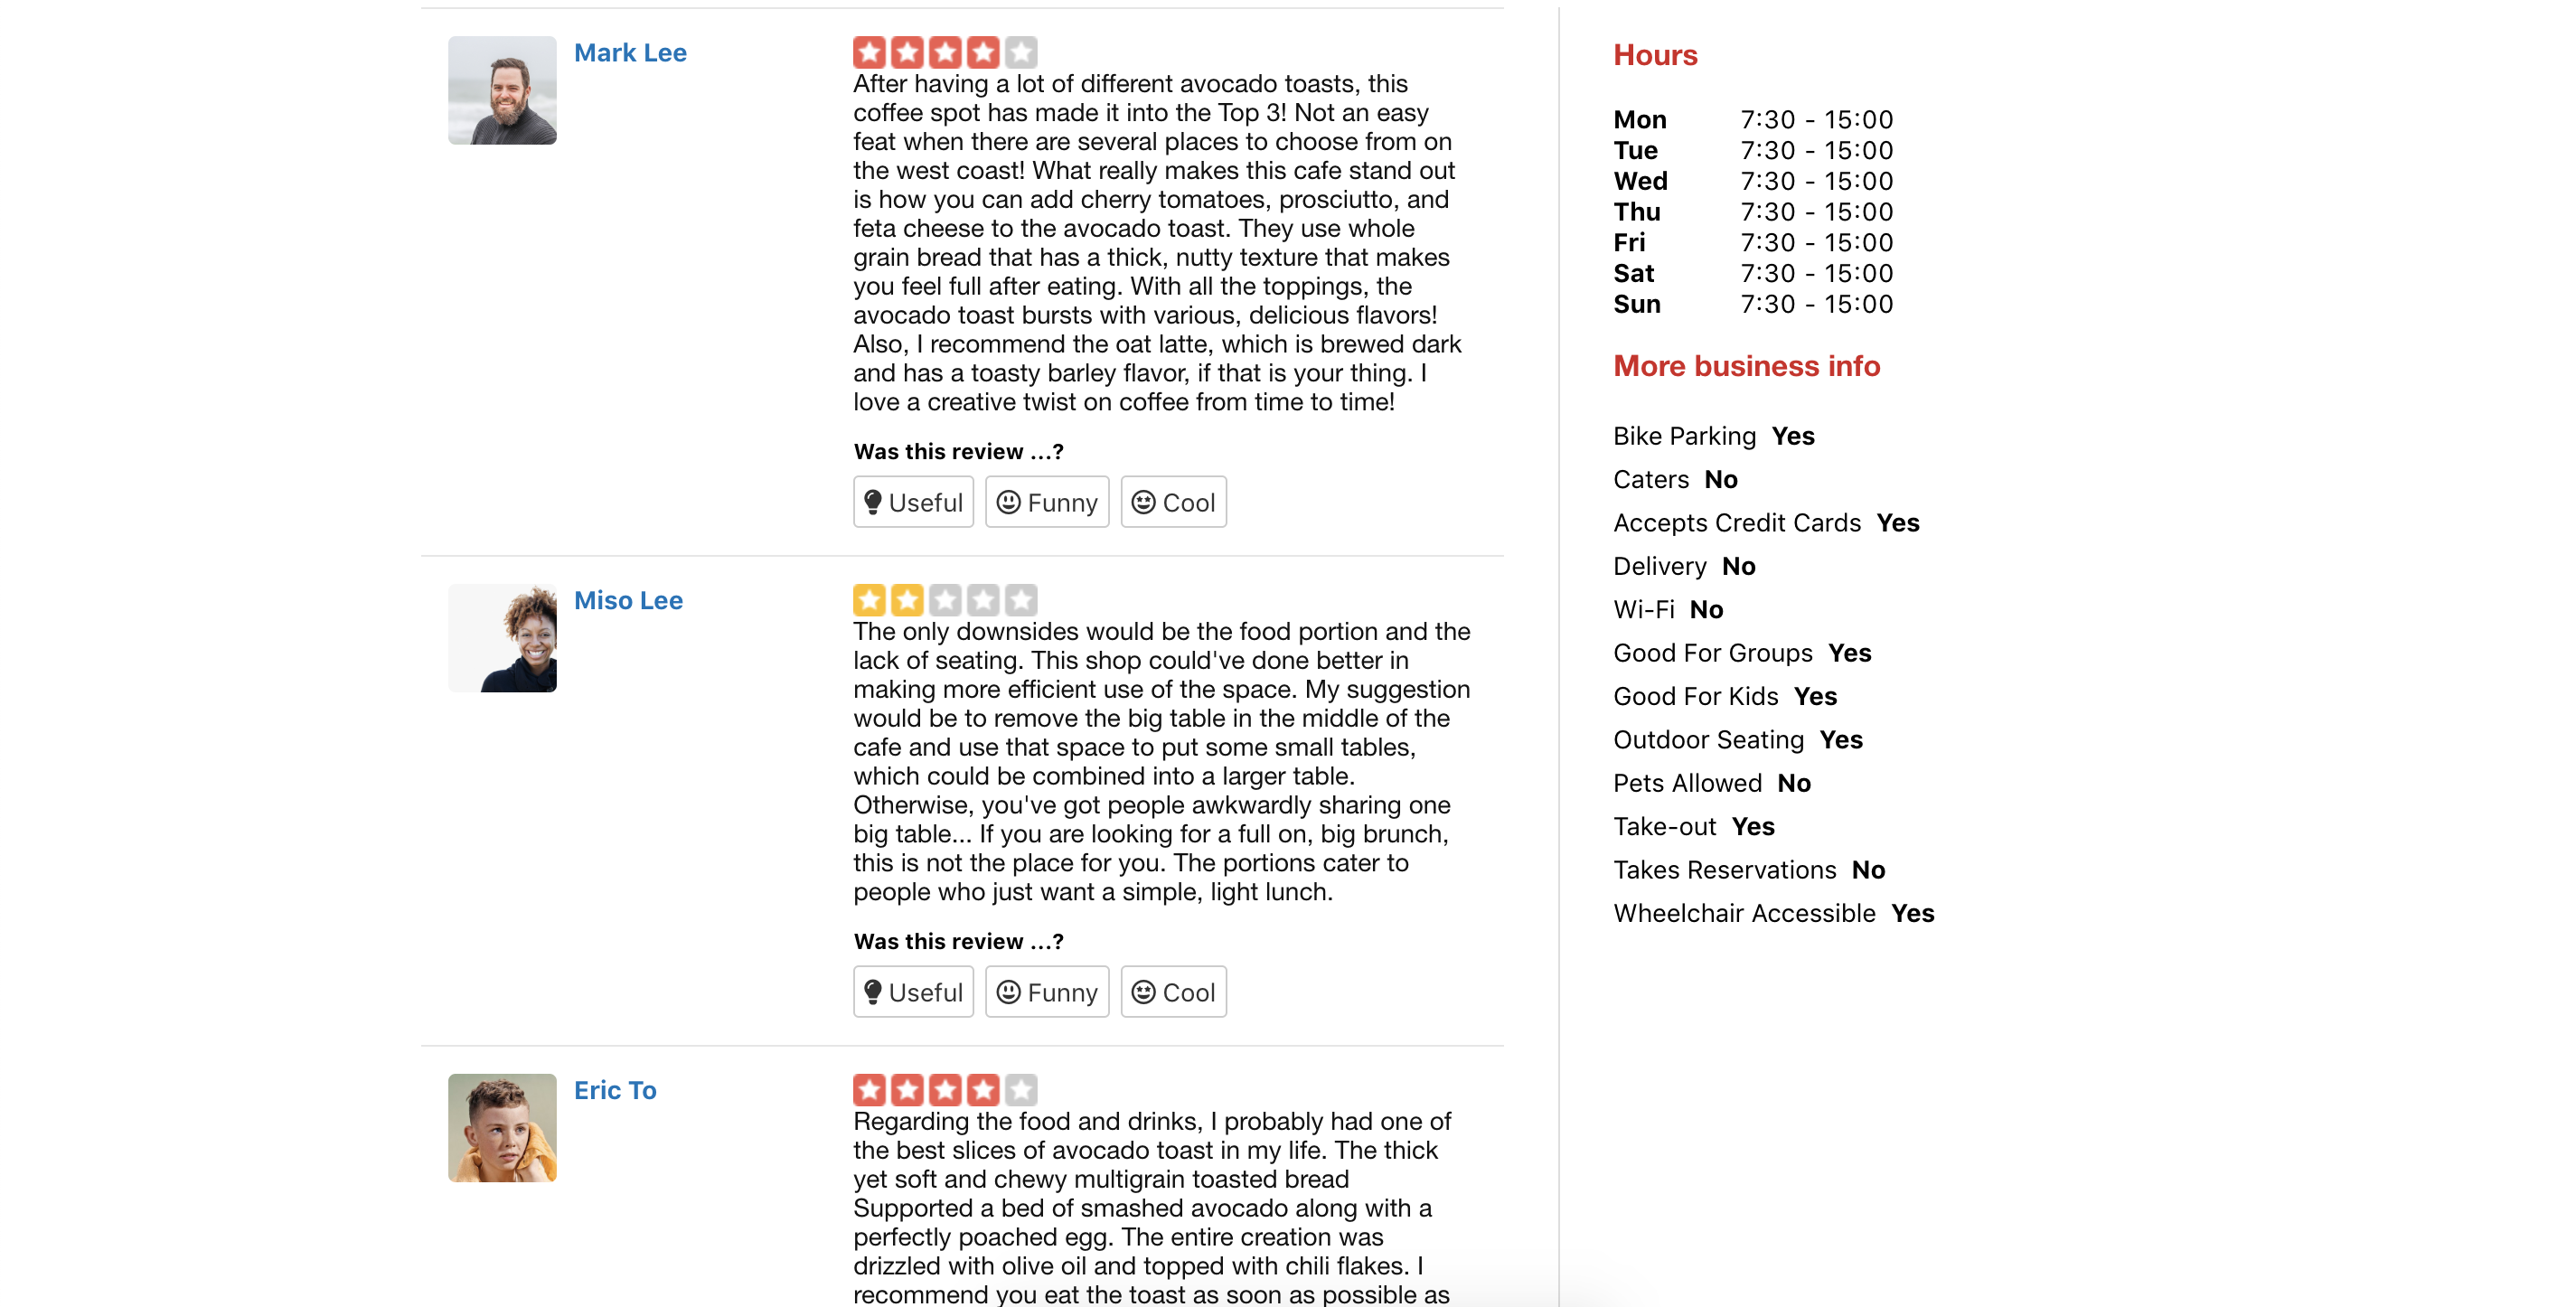 Mark Lee
After having a lot of different avocado toasts, this
coffee spot has made it into the Top 3! Not an easy
feat when there are several places to choose from on
the west coast! What really makes this cafe stand out
is how you can add cherry tomatoes, prosciutto, and
feta cheese to the avocado toast. They use whole
grain bread that has a thick, nutty texture that makes
you feel full after eating. With all the toppings, the
avocado toast bursts with various, delicious flavors!
Also, I recommend the oat latte, which is brewed dark
and has a toasty barley flavor, if that is your thing. I
love a creative twist on coffee from time to time!
Was this review ...?
Useful Funny Cool
Miso Lee
The only downsides would be the food portion and the
lack of seating. This shop could've done better in
making more efficient use of the space. My suggestion
would be to remove the big table in the middle of the
cafe and use that space to put some small tables,
which could be combined into a larger table.
Otherwise, you've got people awkwardly sharing one
big table... If you are looking for a full on, big brunch,
this is not the place for you. The portions cater to
people who just want a simple, light lunch.
Was this review ...?
Useful Funny Cool
Eric To
Regarding the food and drinks, I probably had one of
the best slices of avocado toast in my life. The thick
yet soft and chewy multigrain toasted bread
Supported a bed of smashed avocado along with a
perfectly poached egg. The entire creation was
drizzled with olive oil and topped with chili flakes. I
recommend you eat the toast as soon as possible as
Hours
Mon 7:30 - 15:00
Tue 7:30 - 15:00
Wed 7:30 - 15:00
Thu 7:30 - 15:00
Fri 7:30 - 15:00
Sat 7:30 - 15:00
Sun 7:30 - 15:00
More business info
Bike Parking Yes
Caters No
Accepts Credit Cards Yes
Delivery No
Wi-Fi No
Good For Groups Yes
Good For Kids Yes
Outdoor Seating Yes
Pets Allowed No
Take-out Yes
Takes Reservations No
Wheelchair Accessible Yes